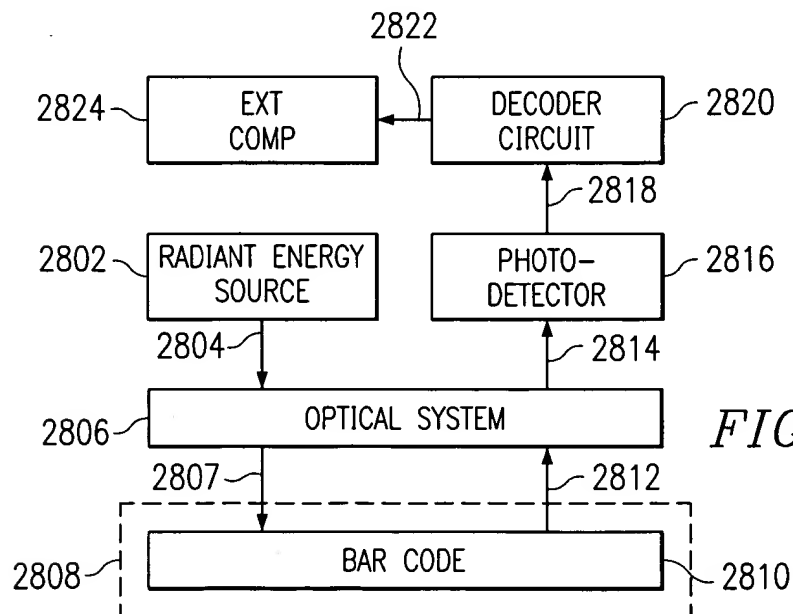 2822
2824
EXT
COMP
DECODER
CIRCUIT
2820
2818
2802
RADIANT ENERGY
SOURCE
PHOTO-
DETECTOR
2816
2804
2814
2806
OPTICAL SYSTEM
FIG
2807
2812
2808
BAR CODE
2810